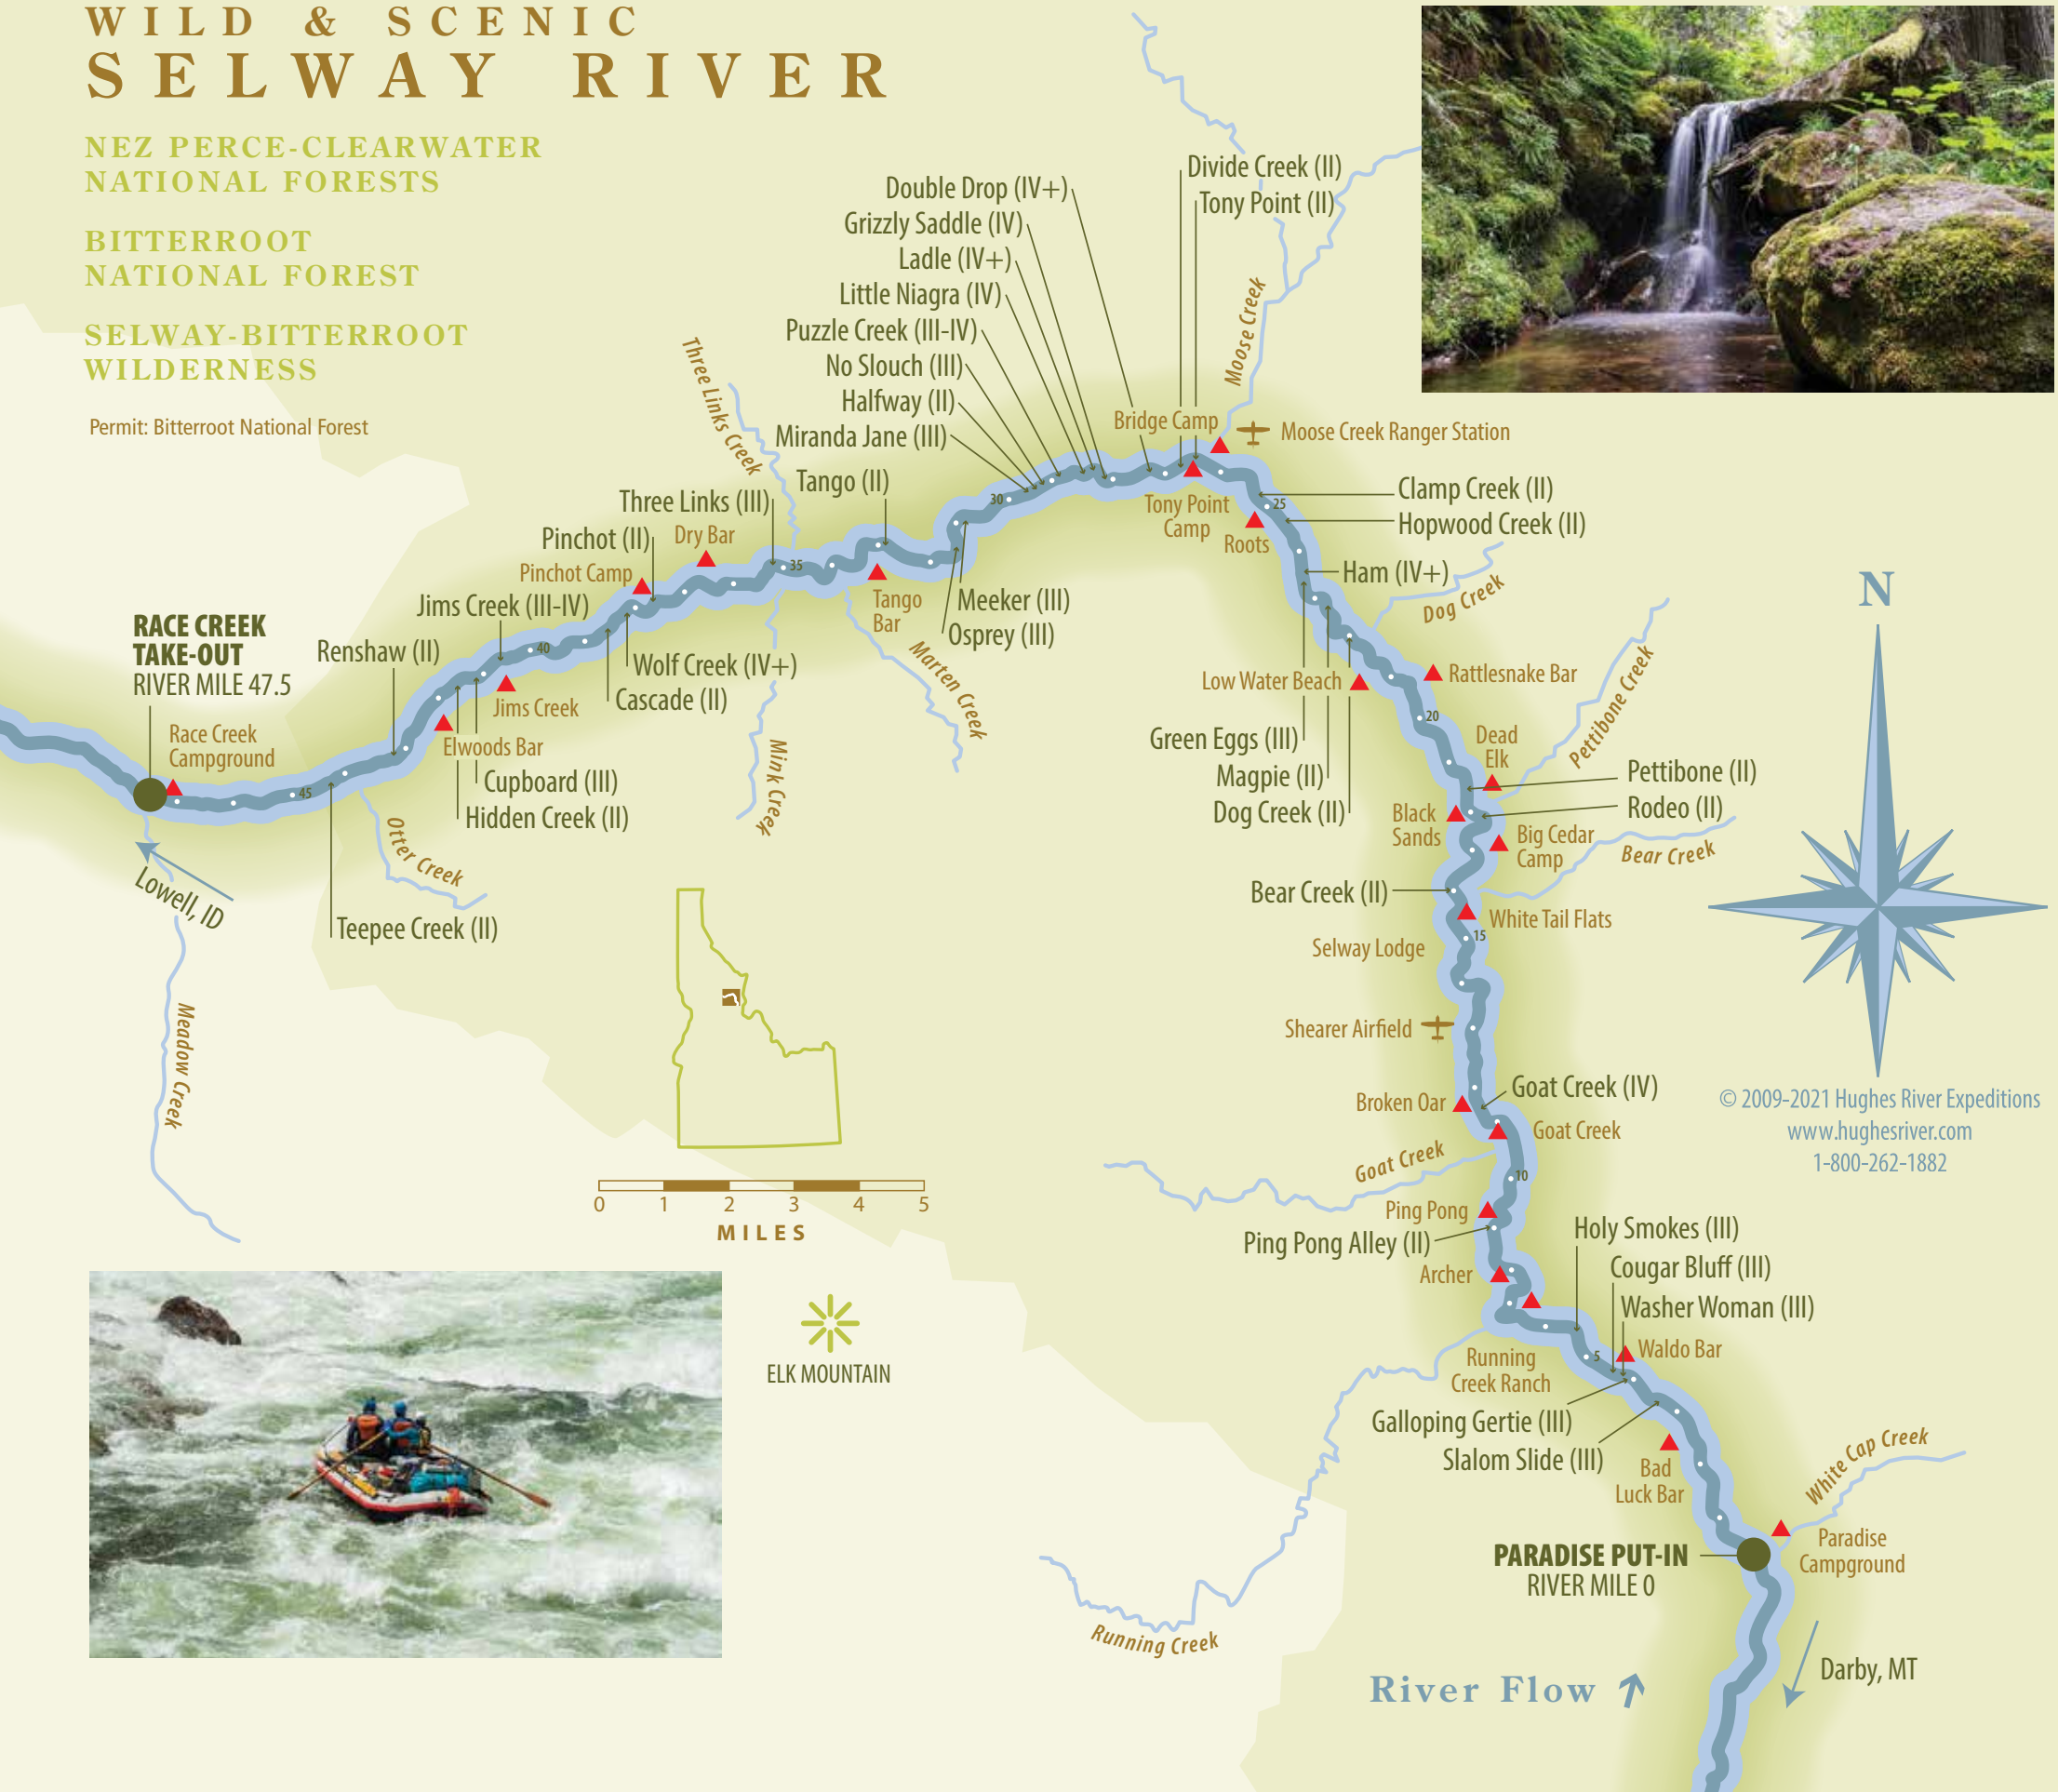 WILD & SCENIC
SELWAY RIVER
NEZ PERCE-CLEARWATER
NATIONAL FORESTS
BITTERROOT
NATIONAL FOREST
SELWAY-BITTERROOT
WILDERNESS
Permit: Bitterroot National Forest
Divide Creek (II)
Tony Point (II)
Double Drop (IV+)
Grizzly Saddle (IV)
Ladle (IV+)
Little Niagra (IV)
Puzzle Creek (III-IV)
No Slouch (III)
Halfway (II)
Miranda Jane (III)
Tango (II)
Three Links (III)
Pinchot (II)
Dry Bar
Pinchot Camp
Jims Creek (III-IV)
Renshaw (II)
Three Links Creek
Moose Creek
Bridge Camp
Moose Creek Ranger Station
Tony Point
Camp
Roots
Clamp Creek (II)
25
Hopwood Creek (II)
30
35
Ham (IV+)
Dog Creek
Tango
Bar
Meeker (III)
Osprey (III)
Marten Creek
RACE CREEK
TAKE-OUT
RIVER MILE 47.5
Race Creek
Campground
40
Wolf Creek (IV+)
Cascade (II)
Jims Creek
Elwoods Bar
Cupboard (III)
Hidden Creek (II)
45
Otter Creek
Teepee Creek (II)
Mink Creek
Lowell, ID
Meadow Creek
Low Water Beach
Rattlesnake Bar
20
Green Eggs (III)
Magpie (II)
Dog Creek (II)
Dead
Elk
Pettibone Creek
Pettibone (II)
Rodeo (II)
Black
Sands
Big Cedar
Camp
Bear Creek
Bear Creek (II)
White Tail Flats
15
Selway Lodge
Shearer Airfield
Goat Creek (IV)
Broken Oar
Goat Creek
Goat Creek
10
Ping Pong
Ping Pong Alley (II)
Archer
Holy Smokes (III)
Cougar Bluff (III)
Washer Woman (III)
Waldo Bar
5
Running
Creek Ranch
Galloping Gertie (III)
Slalom Slide (III)
Bad
Luck Bar
White Cap Creek
Paradise
Campground
PARADISE PUT-IN
RIVER MILE 0
Running Creek
River Flow
Darby, MT
N
© 2009-2021 Hughes River Expeditions
www.hughesriver.com
1-800-262-1882
0 1 2 3 4 5
MILES
ELK MOUNTAIN